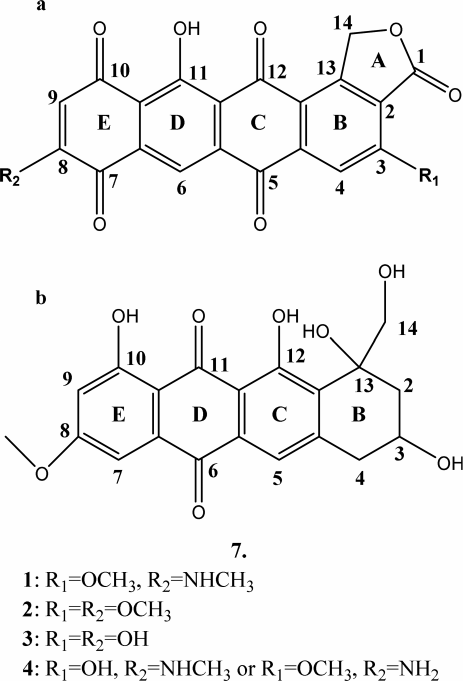 a
OH
14
O
O
O
O
1
A
10
11
12
13
9
2
E
D
C
B
O
8
3
R₂
7
6
5
4
R₁
O
O
b
OH
OH
O
OH
HO
14
10
11
12
13
9
2
E
D
C
B
8
3
O
7
6
5
4
OH
O
7.
1: R₁=OCH₃, R₂=NHCH₃
2: R₁=R₂=OCH₃
3: R₁=R₂=OH
4: R₁=OH, R₂=NHCH₃ or R₁=OCH₃, R₂=NH₂